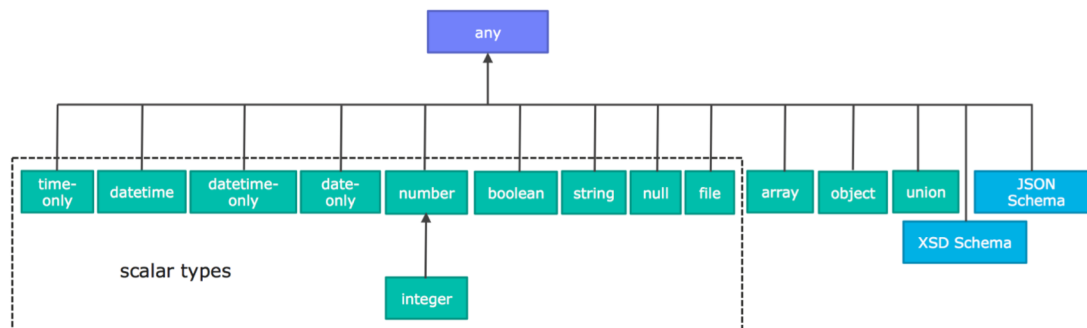 any
time-
only
datetime
datetime-
only
date-
only
number
boolean
string
null
file
array
object
union
JSON
Schema
XSD Schema
scalar types
integer